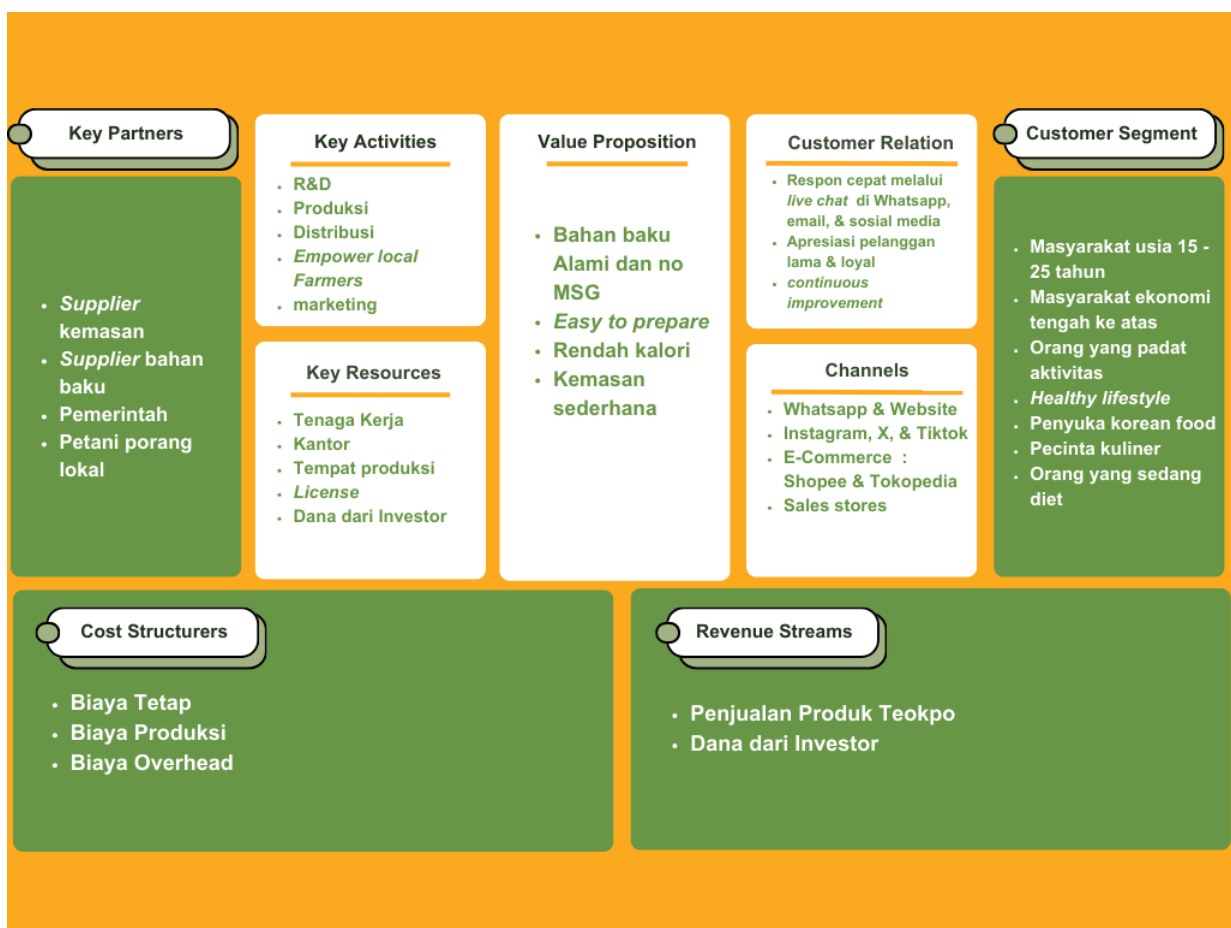 Key Partners
• Supplier
kemasan
• Supplier bahan
baku
• Pemerintah
• Petani porang
lokal
Key Activities
• R&D
• Produksi
• Distribusi
• Empower local
Farmers
• marketing
Key Resources
• Tenaga Kerja
• Kantor
• Tempat produksi
• License
• Dana dari Investor
Value Proposition
• Bahan baku
Alami dan no
MSG
• Easy to prepare
• Rendah kalori
• Kemasan
sederhana
Customer Relation
• Respon cepat melalui
live chat di Whatsapp,
email, & sosial media
• Apresiasi pelanggan
lama & loyal
• continuous
improvement
Channels
• Whatsapp & Website
• Instagram, X, & Tiktok
• E-Commerce :
Shopee & Tokopedia
• Sales stores
Customer Segment
• Masyarakat usia 15 -
25 tahun
• Masyarakat ekonomi
tengah ke atas
• Orang yang padat
aktivitas
• Healthy lifestyle
• Penyuka korean food
• Pecinta kuliner
• Orang yang sedang
diet
Cost Structurers
• Biaya Tetap
• Biaya Produksi
• Biaya Overhead
Revenue Streams
• Penjualan Produk Teokpo
• Dana dari Investor